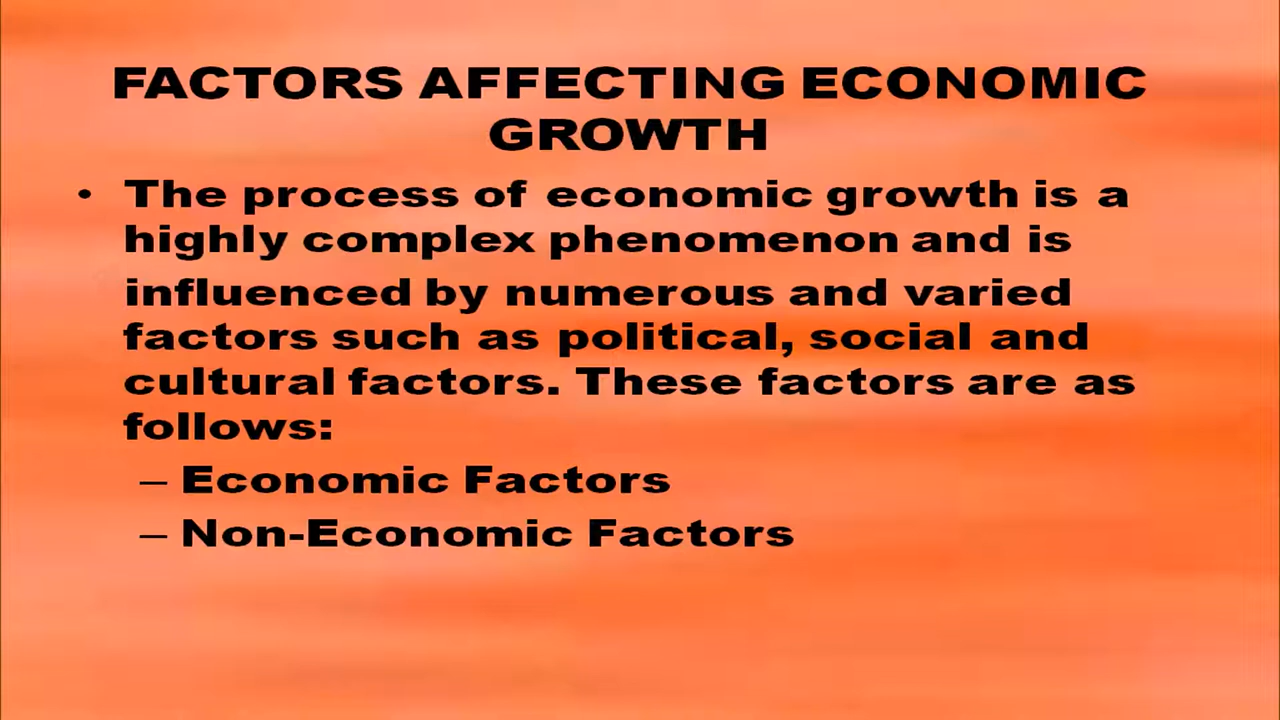 FACTORS AFFECTING ECONOMIC
GROWTH
• The process of economic growth is a
highly complex phenomenon and is
influenced by numerous and varied
factors such as political, social and
cultural factors. These factors are as
follows:
– Economic Factors
– Non-Economic Factors